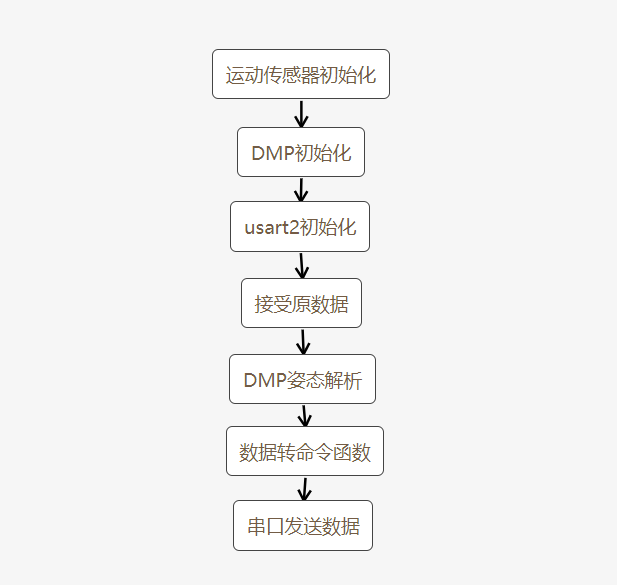 运动传感器初始化
DMP初始化
usart2初始化
接受原数据
DMP姿态解析
数据转命令函数
串口发送数据